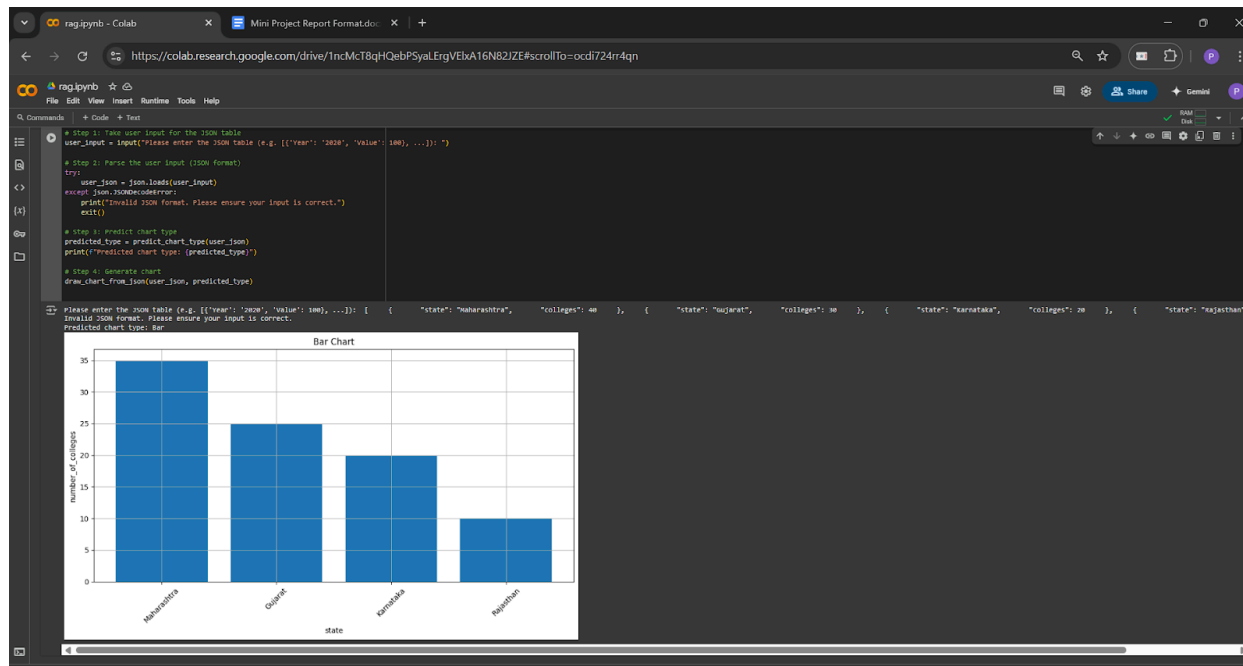 rag.ipynb - Colab
Mini Project Report Format.doc
https://colab.research.google.com/drive/1ncMcT8qHQebPSyaLErgVElxA16N82JZE#scrollTo=ocdi724rr4qn
P
rag.ipynb
File Edit View Insert Runtime Tools Help
Share
Gemini
P
Commands + Code + Text
RAM
Disk
# Step 1: Take user input for the JSON table
user_input = input("Please enter the JSON table (e.g. [{'Year': '2020', 'Value': 100}, ...]): ")
# Step 2: Parse the user input (JSON format)
try:
user_json = json.loads(user_input)
except json.JSONDecodeError:
print("Invalid JSON format. Please ensure your input is correct.")
exit()
# Step 3: Predict chart type
predicted_type = predict_chart_type(user_json)
print(f"Predicted chart type: {predicted_type}")
# Step 4: Generate chart
draw_chart_from_json(user_json, predicted_type)
Please enter the JSON table (e.g. [{'Year': '2020', 'Value': 100}, ...]): [ { "state": "Maharashtra", "colleges": 40 }, { "state": "Gujarat", "colleges": 30 }, { "state": "Karnataka", "colleges": 20 }, { "state": "Rajasthan"
Invalid JSON format. Please ensure your input is correct.
Predicted chart type: Bar
Bar Chart
35
30
25
20
15
10
5
0
number_of_colleges
Maharashtra
Gujarat
Karnataka
Rajasthan
state